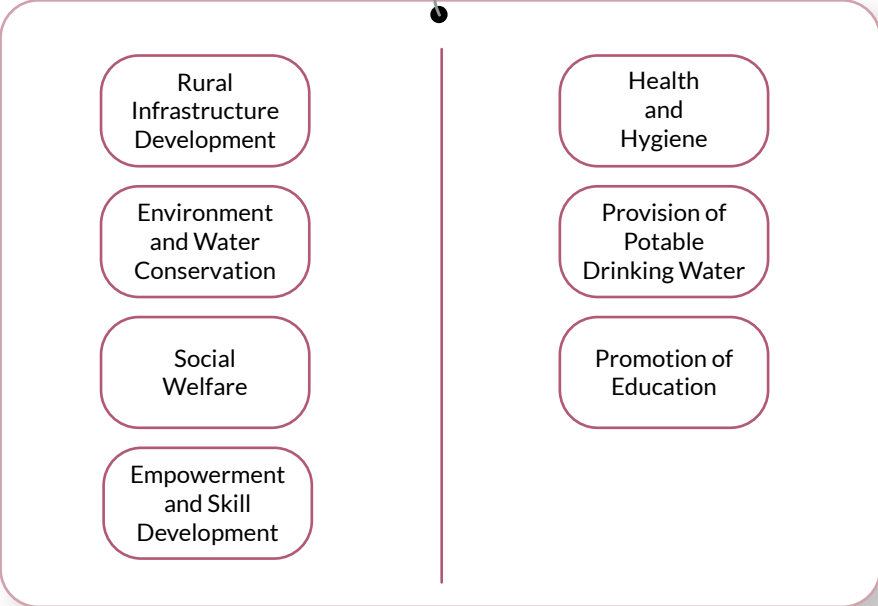 Rural
Infrastructure
Development
Environment
and Water
Conservation
Social
Welfare
Empowerment
and Skill
Development
Health
and
Hygiene
Provision of
Potable
Drinking Water
Promotion of
Education